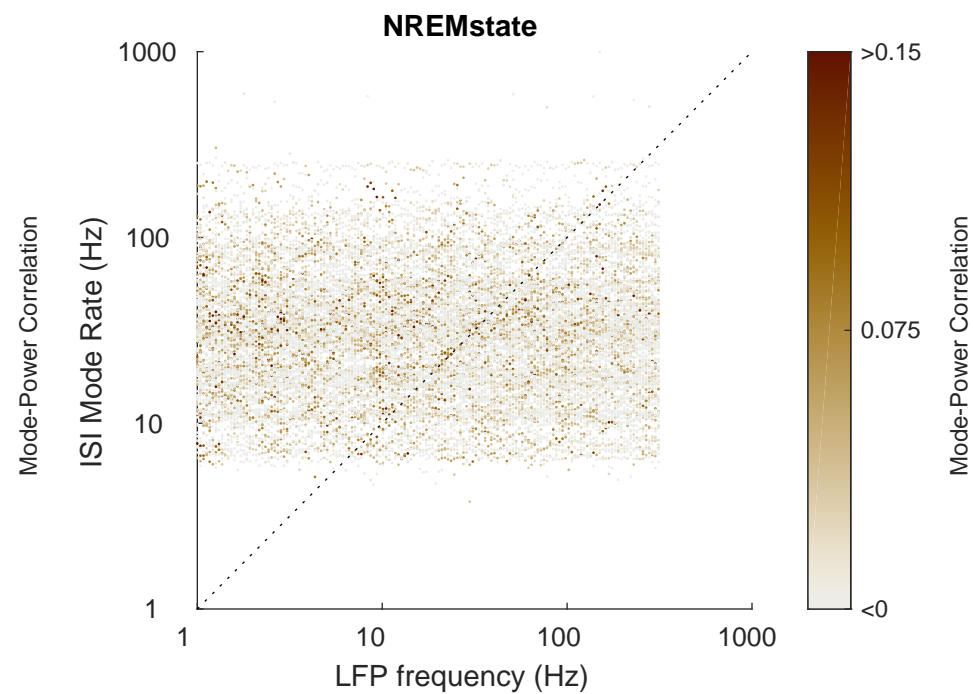 NREMstate
1000
100
10
1
Mode-Power Correlation
ISI Mode Rate (Hz)
1
10
100
1000
LFP frequency (Hz)
>0.15
0.075
<0
Mode-Power Correlation